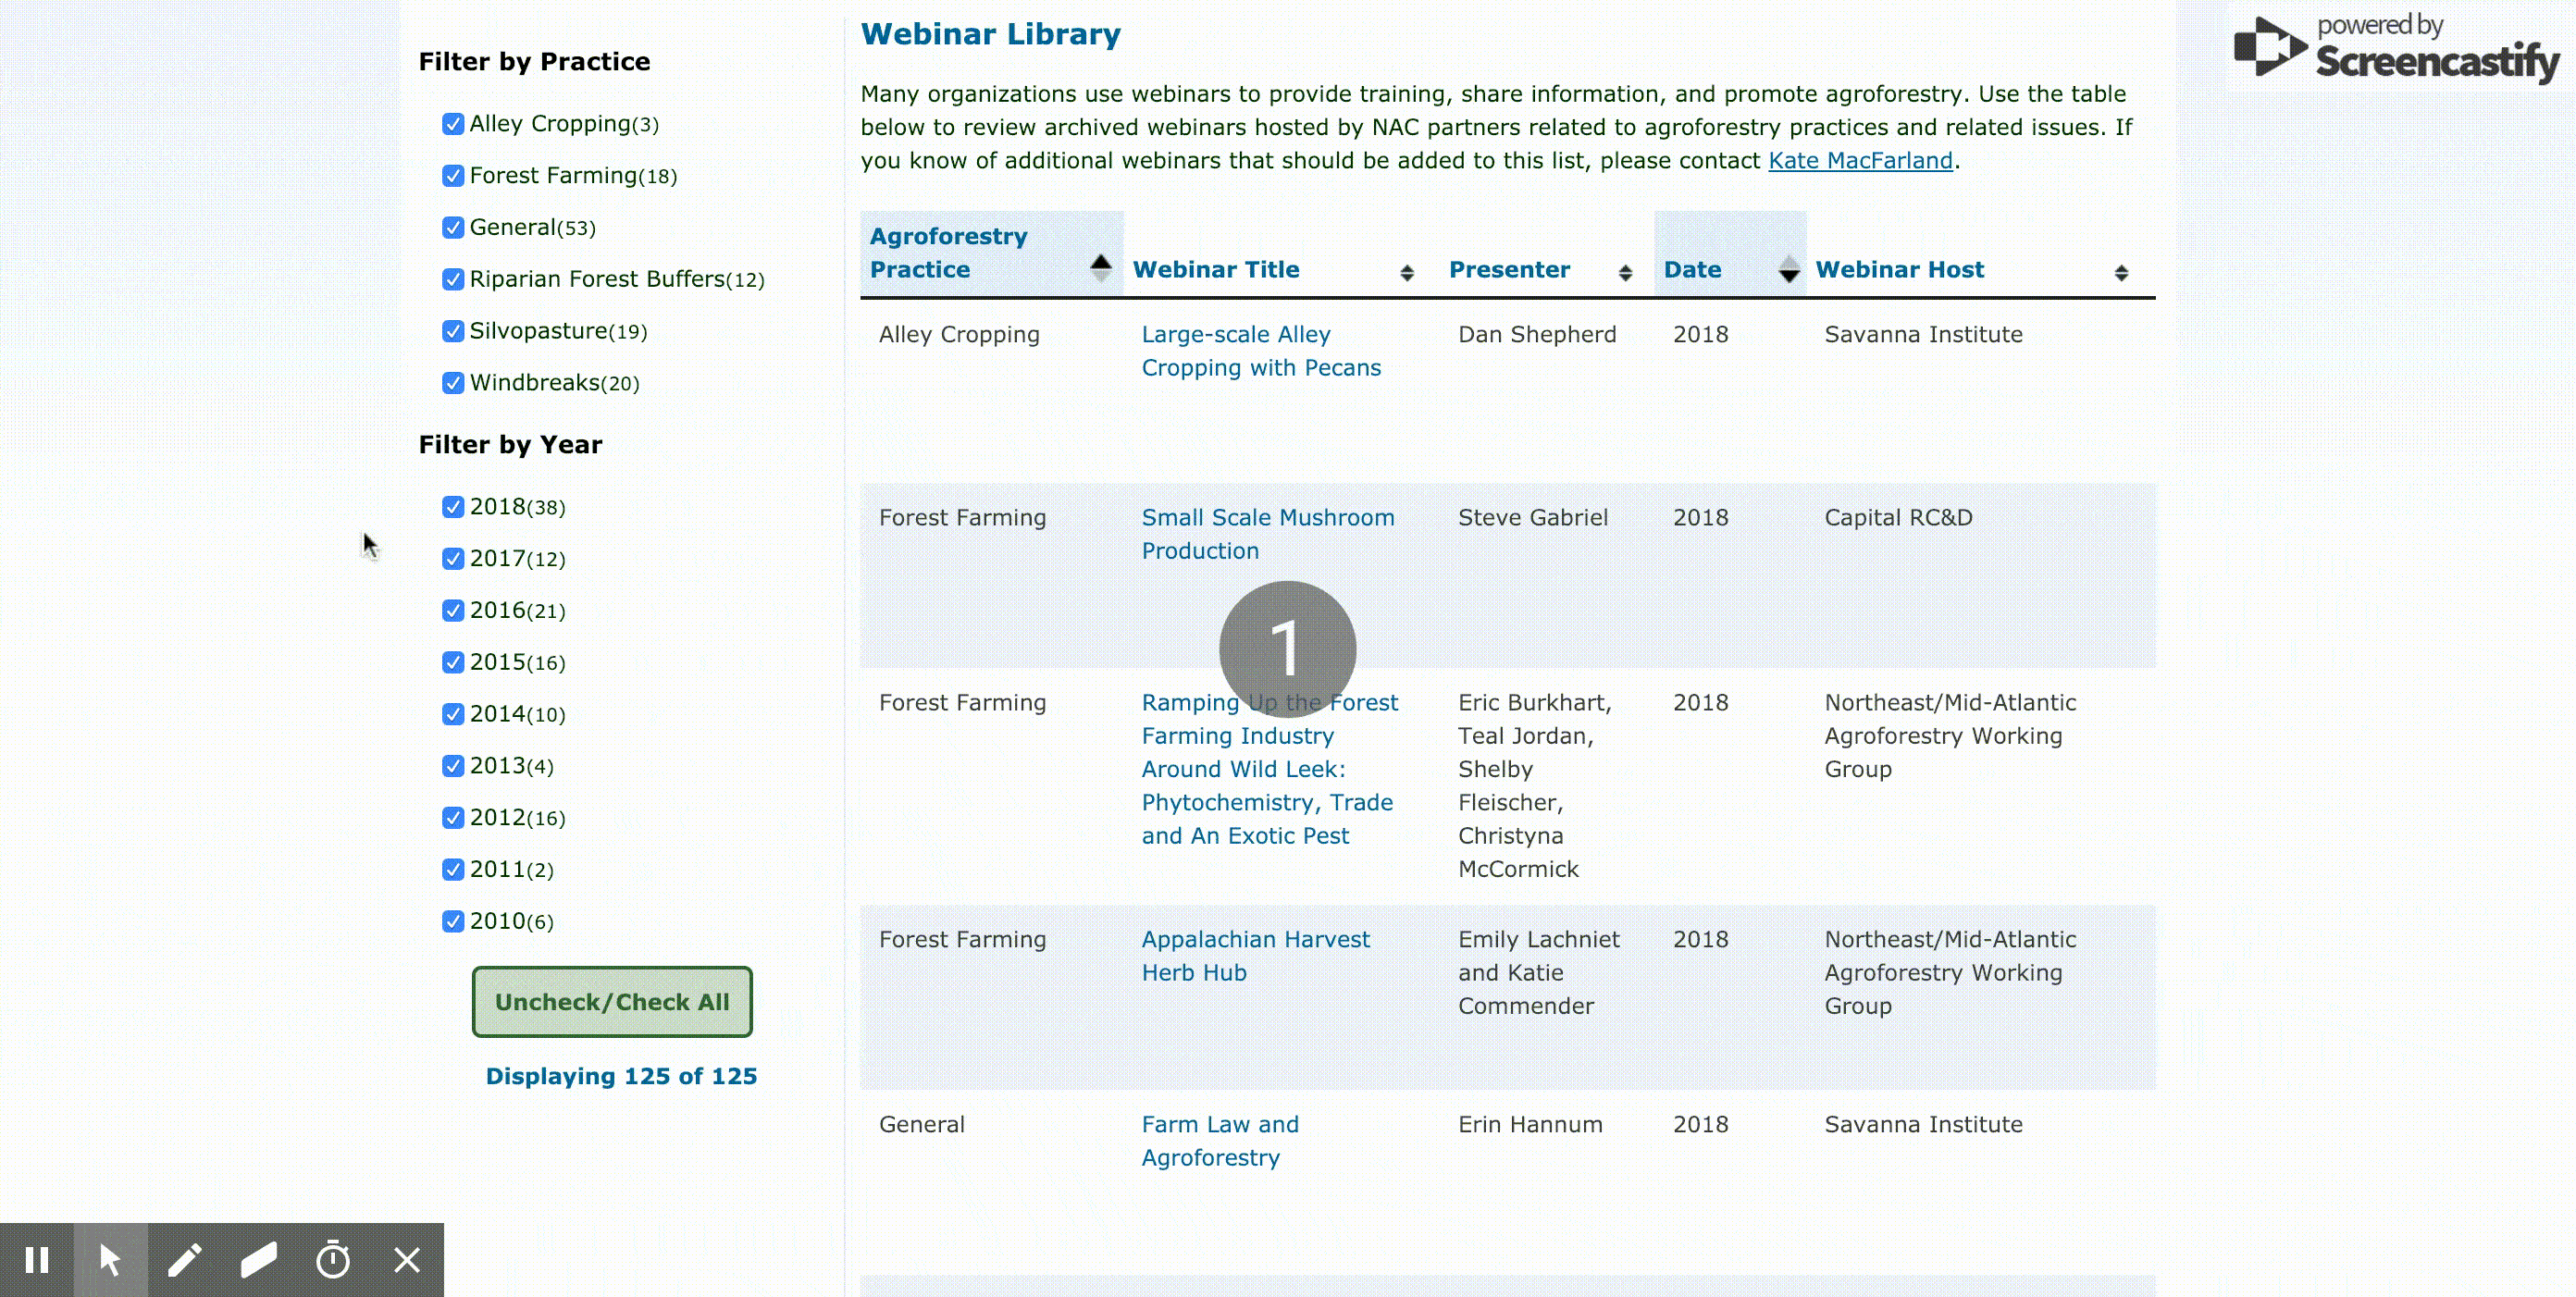 powered by
Screencastify
Filter by Practice
Alley Cropping(3)
Forest Farming(18)
General(53)
Riparian Forest Buffers(12)
Silvopasture(19)
Windbreaks(20)
Filter by Year
2018(38)
2017(12)
2016(21)
2015(16)
2014(10)
2013(4)
2012(16)
2011(2)
2010(6)
Uncheck/Check All
Displaying 125 of 125
Webinar Library
Many organizations use webinars to provide training, share information, and promote agroforestry. Use the table
below to review archived webinars hosted by NAC partners related to agroforestry practices and related issues. If
you know of additional webinars that should be added to this list, please contact Kate MacFarland.
Agroforestry
Practice Webinar Title Presenter Date Webinar Host
Alley Cropping Large-scale Alley Dan Shepherd 2018 Savanna Institute
Cropping with Pecans
Forest Farming Small Scale Mushroom Steve Gabriel 2018 Capital RC&D
Production
1
Forest Farming Ramping Up the Forest Eric Burkhart, 2018 Northeast/Mid-Atlantic
Farming Industry Teal Jordan, Agroforestry Working
Around Wild Leek: Shelby Group
Phytochemistry, Trade Fleischer,
and An Exotic Pest Christyna
McCormick
Forest Farming Appalachian Harvest Emily Lachniet 2018 Northeast/Mid-Atlantic
Herb Hub and Katie Agroforestry Working
Commender Group
General Farm Law and Erin Hannum 2018 Savanna Institute
Agroforestry